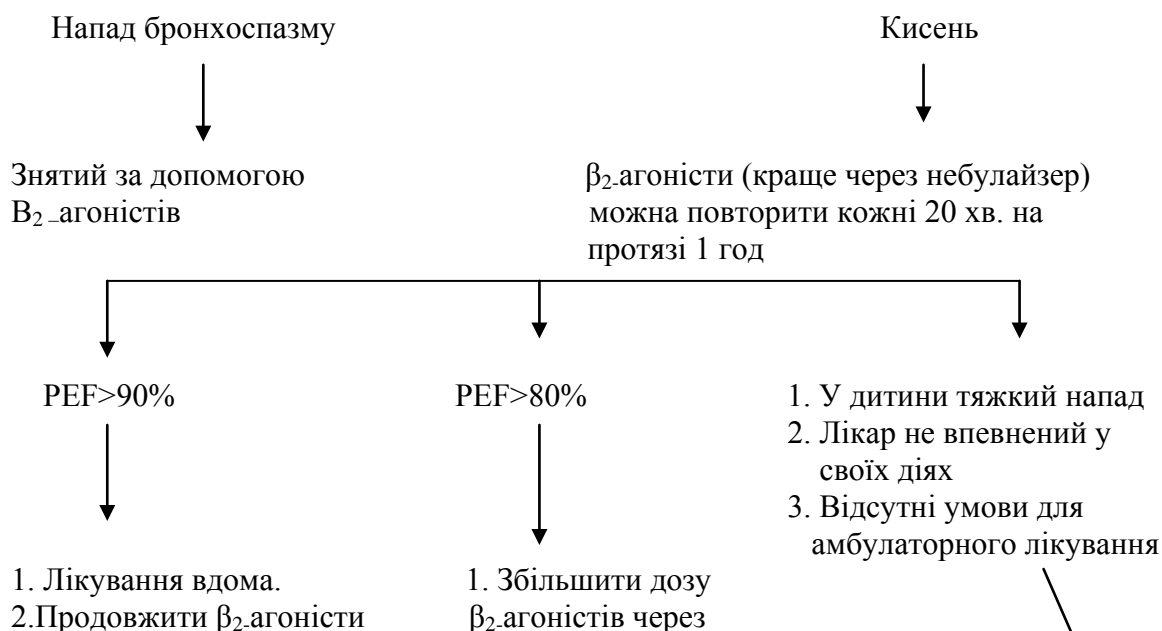 Напад бронхоспазму
Кисень
Знятий за допомогою
В₂ –агоністів
β₂-агоністи (краще через небулайзер)
можна повторити кожні 20 хв. на
протязі 1 год
PEF>90%
PEF>80%
1. У дитини тяжкий напад
2. Лікар не впевнений у
своїх діях
3. Відсутні умови для
амбулаторного лікування
1. Лікування вдома.
2.Продовжити β₂-агоністи
1. Збільшити дозу
β₂-агоністів через